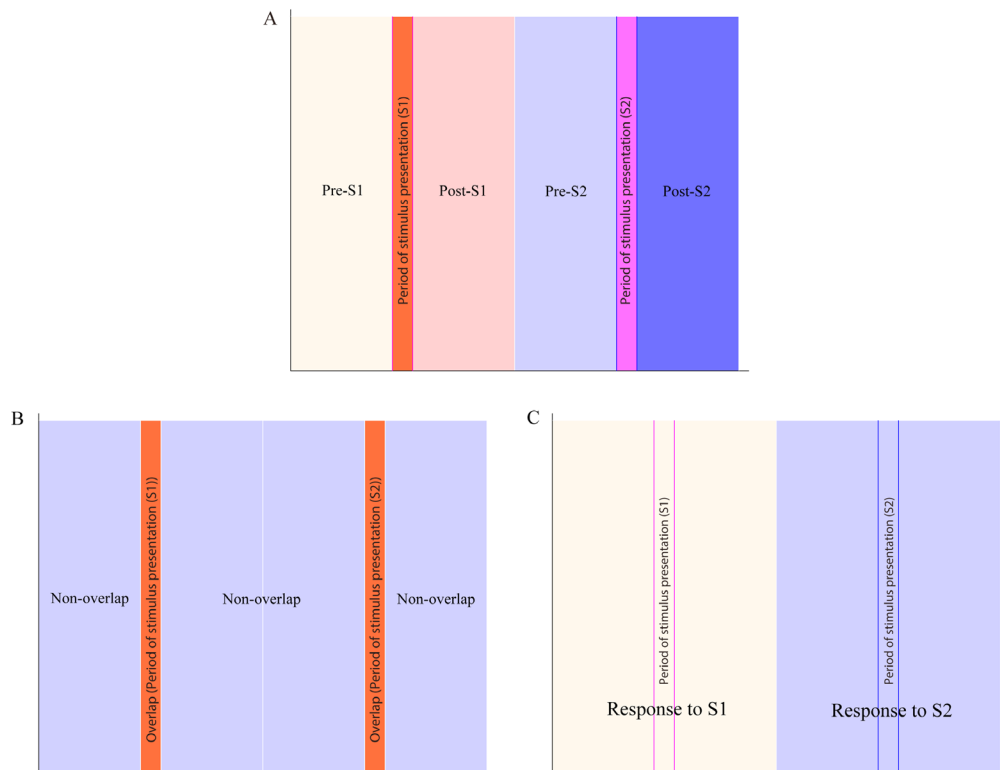 A
Pre-S1
Period of stimulus presentation (S1)
Post-S1
Pre-S2
Period of stimulus presentation (S2)
Post-S2
B
Non-overlap
Overlap (Period of stimulus presentation (S1))
Non-overlap
Overlap (Period of stimulus presentation (S2))
Non-overlap
C
Period of stimulus presentation (S1)
Response to S1
Period of stimulus presentation (S2)
Response to S2